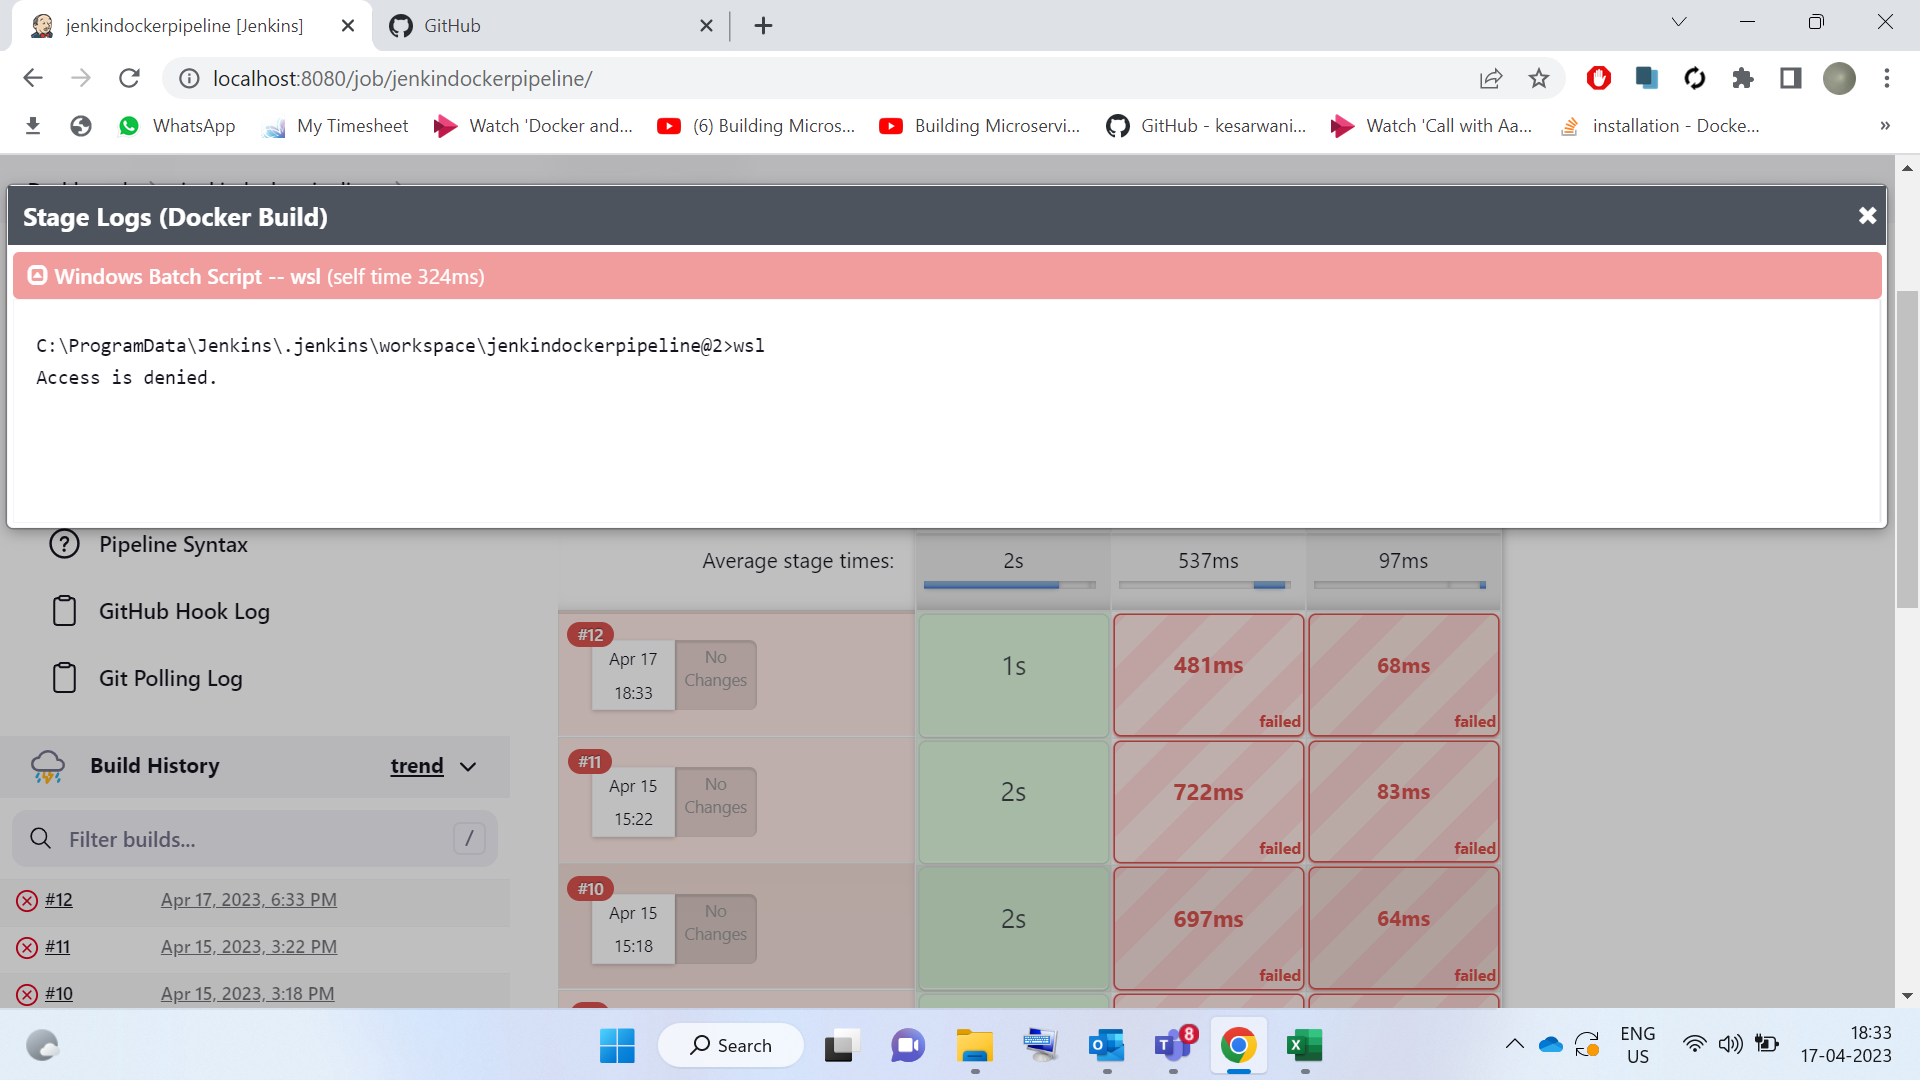 jenkindockerpipeline [Jenkins]
GitHub
localhost:8080/job/jenkindockerpipeline/
WhatsApp
My Timesheet
Watch 'Docker and...
(6) Building Micros...
Building Microservi...
GitHub - kesarwani...
Watch 'Call with Aa...
installation - Docke...
»
Stage Logs (Docker Build)
Windows Batch Script -- wsl (self time 324ms)
C:\ProgramData\Jenkins\.jenkins\workspace\jenkindockerpipeline@2>wsl
Access is denied.
Pipeline Syntax
GitHub Hook Log
Git Polling Log
Build History
trend
Filter builds...
/
#12
Apr 17, 2023, 6:33 PM
#11
Apr 15, 2023, 3:22 PM
#10
Apr 15, 2023, 3:18 PM
Average stage times:
2s
537ms
97ms
#12
Apr 17
18:33
No
Changes
1s
481ms
failed
68ms
failed
#11
Apr 15
15:22
No
Changes
2s
722ms
failed
83ms
failed
#10
Apr 15
15:18
No
Changes
2s
697ms
failed
64ms
failed
Search
8
ENG
US
18:33
17-04-2023